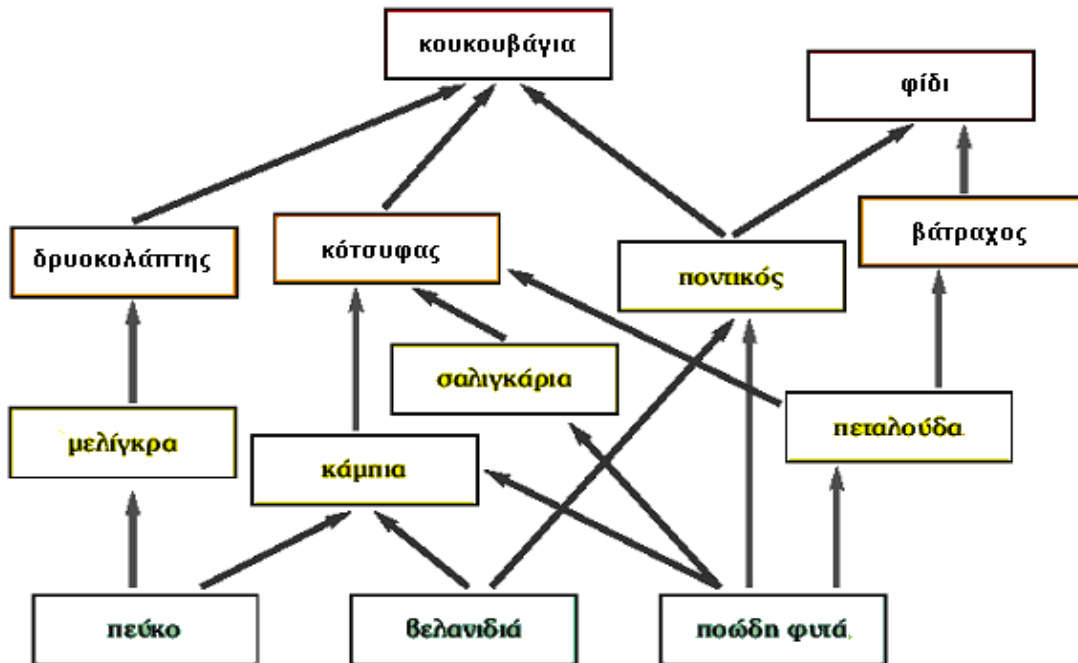 κουκουβάγια
φίδι
δρυοκολάπτης
κότσυφας
ποντικός
βάτραχος
σαλιγκάρια
μελίγκρα
κάμπια
πεταλούδα
πεύκο
βελανιδιά
ποώδη φυτά